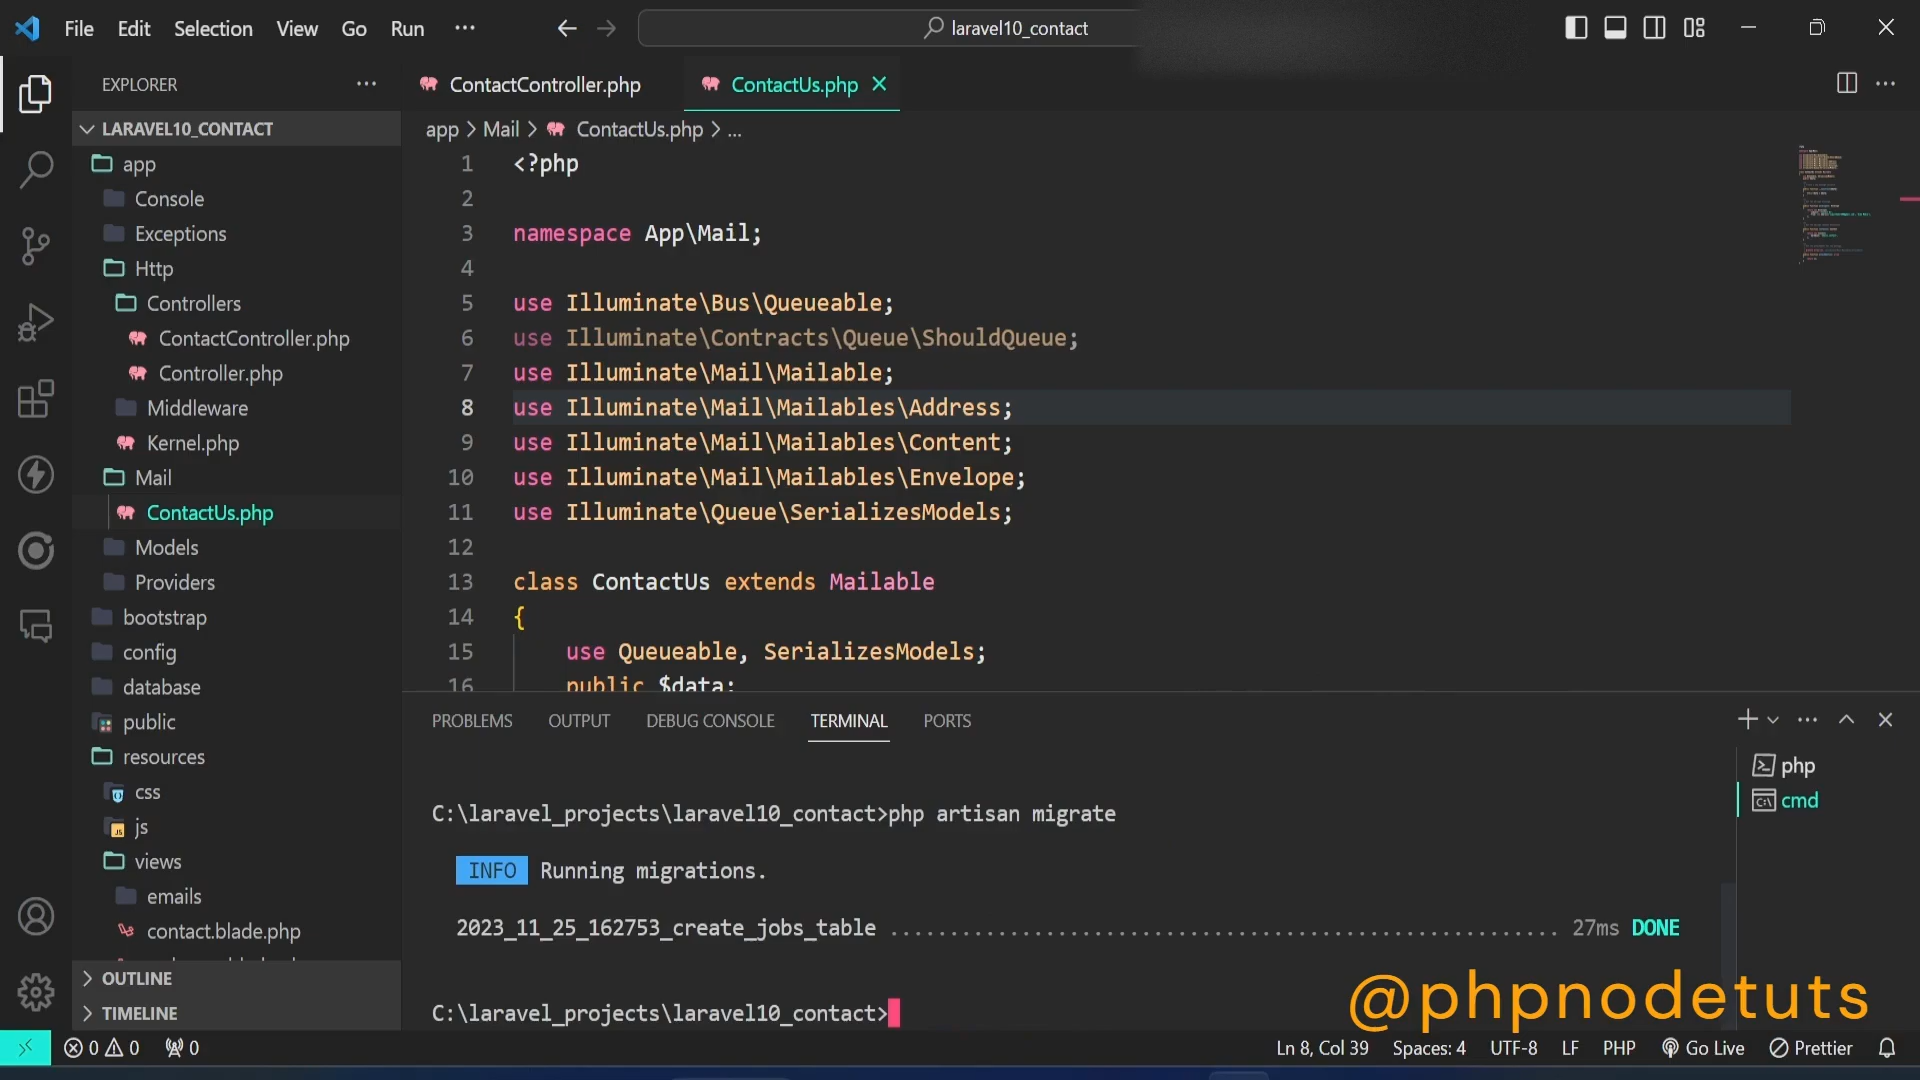 File Edit Selection View Go Run ...
laravel10_contact
EXPLORER ...
ContactController.php
ContactUs.php
LARAVEL10_CONTACT
app
Console
Exceptions
Http
Controllers
ContactController.php
Controller.php
Middleware
Kernel.php
Mail
ContactUs.php
Models
Providers
bootstrap
config
database
public
resources
css
js
views
emails
contact.blade.php
OUTLINE
TIMELINE
app > Mail > ContactUs.php > ...
1 <?php
2
3 namespace App\Mail;
4
5 use Illuminate\Bus\Queueable;
6 use Illuminate\Contracts\Queue\ShouldQueue;
7 use Illuminate\Mail\Mailable;
8 use Illuminate\Mail\Mailables\Address;
9 use Illuminate\Mail\Mailables\Content;
10 use Illuminate\Mail\Mailables\Envelope;
11 use Illuminate\Queue\SerializesModels;
12
13 class ContactUs extends Mailable
14 {
15 use Queueable, SerializesModels;
16 public $data;
PROBLEMS OUTPUT DEBUG CONSOLE TERMINAL PORTS
php
cmd
C:\laravel_projects\laravel10_contact>php artisan migrate
INFO Running migrations.
2023_11_25_162753_create_jobs_table ................................................... 27ms DONE
C:\laravel_projects\laravel10_contact>
@phpnodetuts
0 0 0
Ln 8, Col 39 Spaces: 4 UTF-8 LF PHP Go Live Prettier